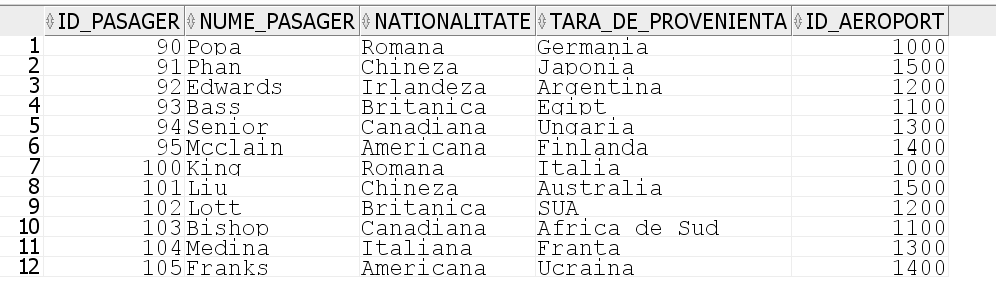 ID_PASAGER NUME_PASAGER NATIONALITATE TARA_DE_PROVENIENTA ID_AEROPORT
1 90 Popa Romana Germania 1000
2 91 Phan Chineza Japonia 1500
3 92 Edwards Irlandeza Argentina 1200
4 93 Bass Britanica Egipt 1100
5 94 Senior Canadiana Ungaria 1300
6 95 Mcclain Americana Finlanda 1400
7 100 King Romana Italia 1000
8 101 Liu Chineza Australia 1500
9 102 Lott Britanica SUA 1200
10 103 Bishop Canadiana Africa de Sud 1100
11 104 Medina Italiana Franta 1300
12 105 Franks Americana Ucraina 1400